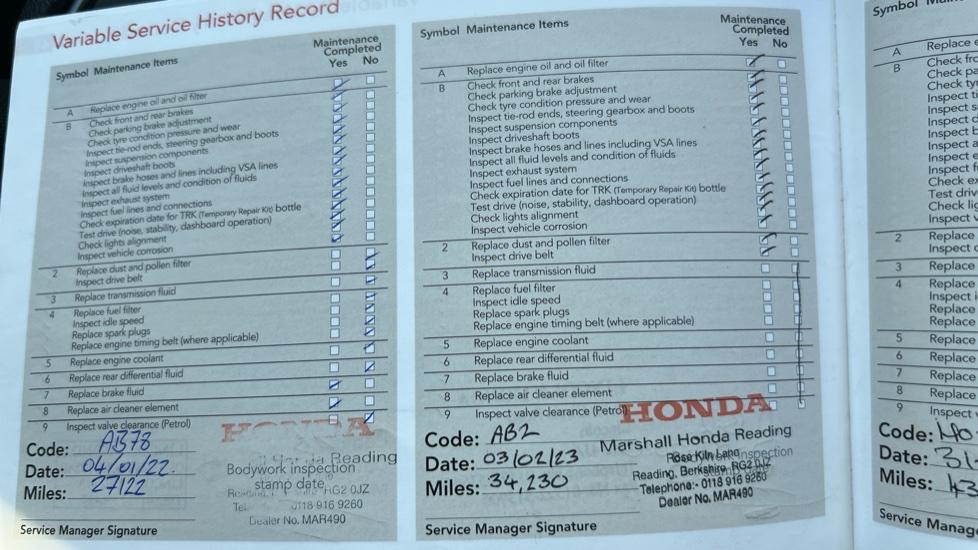 Variable Service History Record
Symbol Maintenance Items
Maintenance
Completed
Yes No
A Replace engine oil and oil filter
B Check front and rear brakes
Check parking brake adjustment
Check tyre condition pressure and wear
Inspect tie-rod ends, steering gearbox and boots
Inspect suspension components
Inspect driveshaft boots
Inspect brake hoses and lines including VSA lines
Inspect all fluid levels and condition of fluids
Inspect exhaust system
Inspect fuel lines and connections
Check expiration date for TRK (Temporary Repair Kit) bottle
Test drive (noise, stability, dashboard operation)
Check lights alignment
Inspect vehicle corrosion
2 Replace dust and pollen filter
Inspect drive belt
3 Replace transmission fluid
4 Replace fuel filter
Inspect idle speed
Replace spark plugs
Replace engine timing belt (where applicable)
5 Replace engine coolant
6 Replace rear differential fluid
7 Replace brake fluid
8 Replace air cleaner element
9 Inspect valve clearance (Petrol)
HONDA
Code: AB78
Date: 04/01/22.
Miles: 27122
Honda Reading
Bodywork inspection
stamp date
RG2 0JZ
Tel: 0118 916 9260
Dealer No. MAR490
Service Manager Signature
Symbol Maintenance Items
Maintenance
Completed
Yes No
A Replace engine oil and oil filter
B Check front and rear brakes
Check parking brake adjustment
Check tyre condition pressure and wear
Inspect tie-rod ends, steering gearbox and boots
Inspect suspension components
Inspect driveshaft boots
Inspect brake hoses and lines including VSA lines
Inspect all fluid levels and condition of fluids
Inspect exhaust system
Inspect fuel lines and connections
Check expiration date for TRK (Temporary Repair Kit) bottle
Test drive (noise, stability, dashboard operation)
Check lights alignment
Inspect vehicle corrosion
2 Replace dust and pollen filter
Inspect drive belt
3 Replace transmission fluid
4 Replace fuel filter
Inspect idle speed
Replace spark plugs
Replace engine timing belt (where applicable)
5 Replace engine coolant
6 Replace rear differential fluid
7 Replace brake fluid
8 Replace air cleaner element
9 Inspect valve clearance (Petrol)
HONDA
Code: AB2
Date: 03/02/23
Miles: 34,230
Marshall Honda Reading
Rose Kiln Lane
inspection
Reading, Berkshire, RG2 0JZ
Telephone:- 0118 916 9260
Dealer No. MAR490
Service Manager Signature
Symbol
A Replace
B Check
Check
Check
Inspect
Inspect
Inspect
Inspect
Inspect
Inspect
Inspect
Check
Test
Check
Inspect
2 Replace
Inspect
3 Replace
4 Replace
Inspect
Replace
Replace
5 Replace
6 Replace
7 Replace
8 Replace
9 Inspect
Code:
Date: 31
Miles:
Service